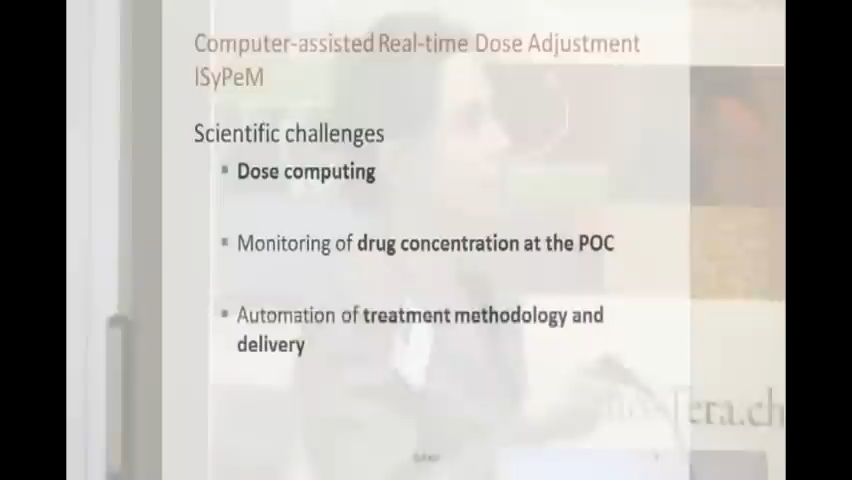 Computer-assisted Real-time Dose Adjustment
ISyPeM
Scientific challenges
▪ Dose computing
▪ Monitoring of drug concentration at the POC
▪ Automation of treatment methodology and
delivery